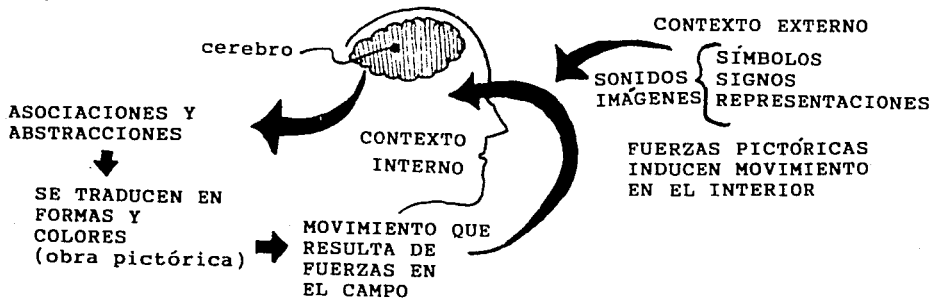 cerebro
CONTEXTO EXTERNO
SONIDOS
IMÁGENES
SÍMBOLOS
SIGNOS
REPRESENTACIONES
FUERZAS PICTÓRICAS
INDUCEN MOVIMIENTO
EN EL INTERIOR
CONTEXTO
INTERNO
ASOCIACIONES Y
ABSTRACCIONES
SE TRADUCEN EN
FORMAS Y
COLORES
(obra pictórica)
MOVIMIENTO QUE
RESULTA DE
FUERZAS EN
EL CAMPO